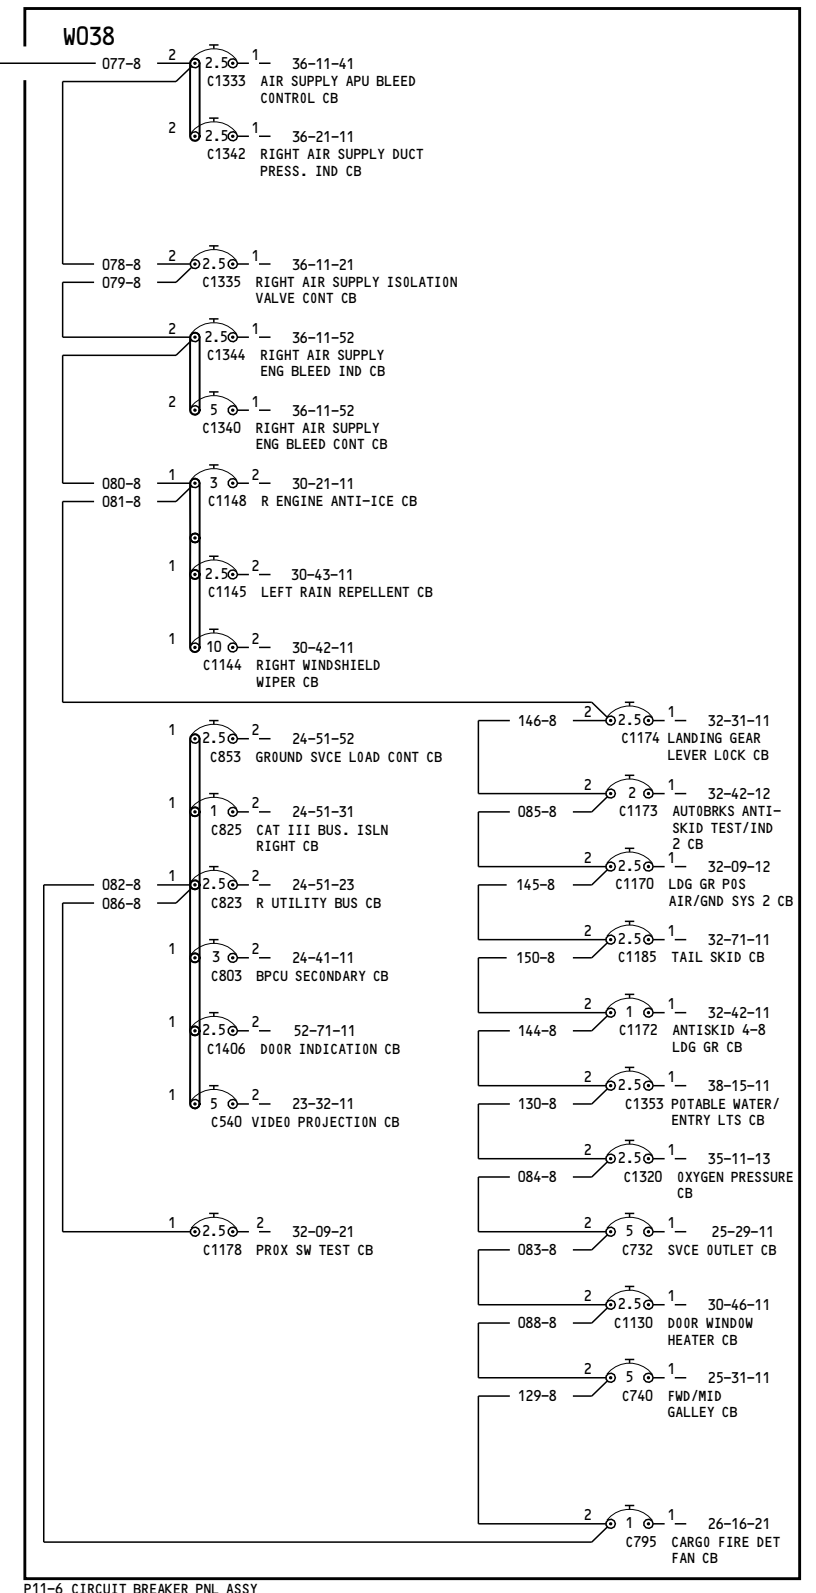 W038
077-8 2 2.5 1 36-11-41
C1333 AIR SUPPLY APU BLEED
CONTROL CB
2 2.5 1 36-21-11
C1342 RIGHT AIR SUPPLY DUCT
PRESS. IND CB
078-8 2 2.5 1 36-11-21
079-8 C1335 RIGHT AIR SUPPLY ISOLATION
VALVE CONT CB
2 2.5 1 36-11-52
C1344 RIGHT AIR SUPPLY
ENG BLEED IND CB
2 5 1 36-11-52
C1340 RIGHT AIR SUPPLY
ENG BLEED CONT CB
080-8 1 3 2 30-21-11
081-8 C1148 R ENGINE ANTI-ICE CB
1 2.5 2 30-43-11
C1145 LEFT RAIN REPELLENT CB
1 10 2 30-42-11
C1144 RIGHT WINDSHIELD
WIPER CB
1 2.5 2 24-51-52
C853 GROUND SVCE LOAD CONT CB
1 1 2 24-51-31
C825 CAT III BUS. ISLN
RIGHT CB
082-8 1 2.5 2 24-51-23
086-8 C823 R UTILITY BUS CB
1 3 2 24-41-11
C803 BPCU SECONDARY CB
1 2.5 2 52-71-11
C1406 DOOR INDICATION CB
1 5 2 23-32-11
C540 VIDEO PROJECTION CB
1 2.5 2 32-09-21
C1178 PROX SW TEST CB
146-8 2 2.5 1 32-31-11
C1174 LANDING GEAR
LEVER LOCK CB
2 2 1 32-42-12
085-8 C1173 AUTOBRKS ANTI-
SKID TEST/IND
2 CB
2 2.5 1 32-09-12
145-8 C1170 LDG GR POS
AIR/GND SYS 2 CB
2 2.5 1 32-71-11
150-8 C1185 TAIL SKID CB
2 1 1 32-42-11
144-8 C1172 ANTISKID 4-8
LDG GR CB
2 2.5 1 38-15-11
130-8 C1353 POTABLE WATER/
ENTRY LTS CB
2 2.5 1 35-11-13
084-8 C1320 OXYGEN PRESSURE
CB
2 5 1 25-29-11
083-8 C732 SVCE OUTLET CB
2 2.5 1 30-46-11
088-8 C1130 DOOR WINDOW
HEATER CB
2 5 1 25-31-11
129-8 C740 FWD/MID
GALLEY CB
2 1 1 26-16-21
C795 CARGO FIRE DET
FAN CB
P11-6 CIRCUIT BREAKER PNL ASSY